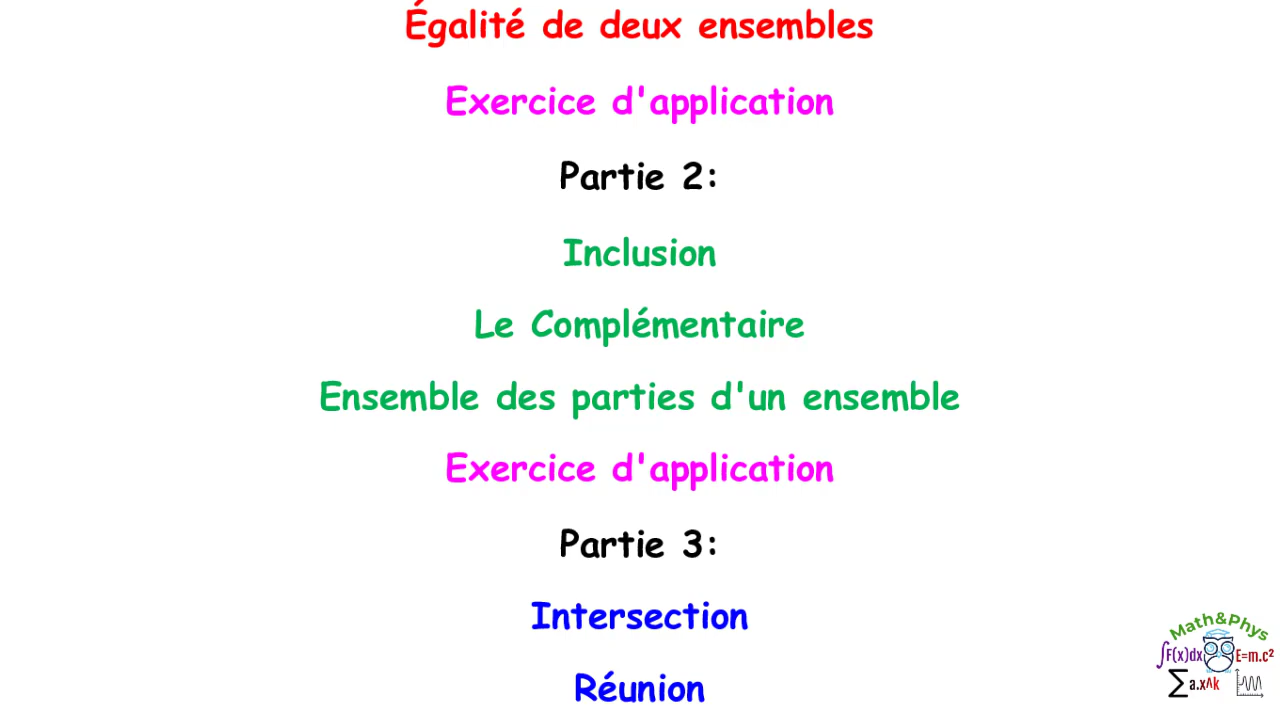 Égalité de deux ensembles
Exercice d'application
Partie 2:
Inclusion
Le Complémentaire
Ensemble des parties d'un ensemble
Exercice d'application
Partie 3:
Intersection
Réunion
Math&Phys
∫F(x)dx E=m.c²
∑a.x^k